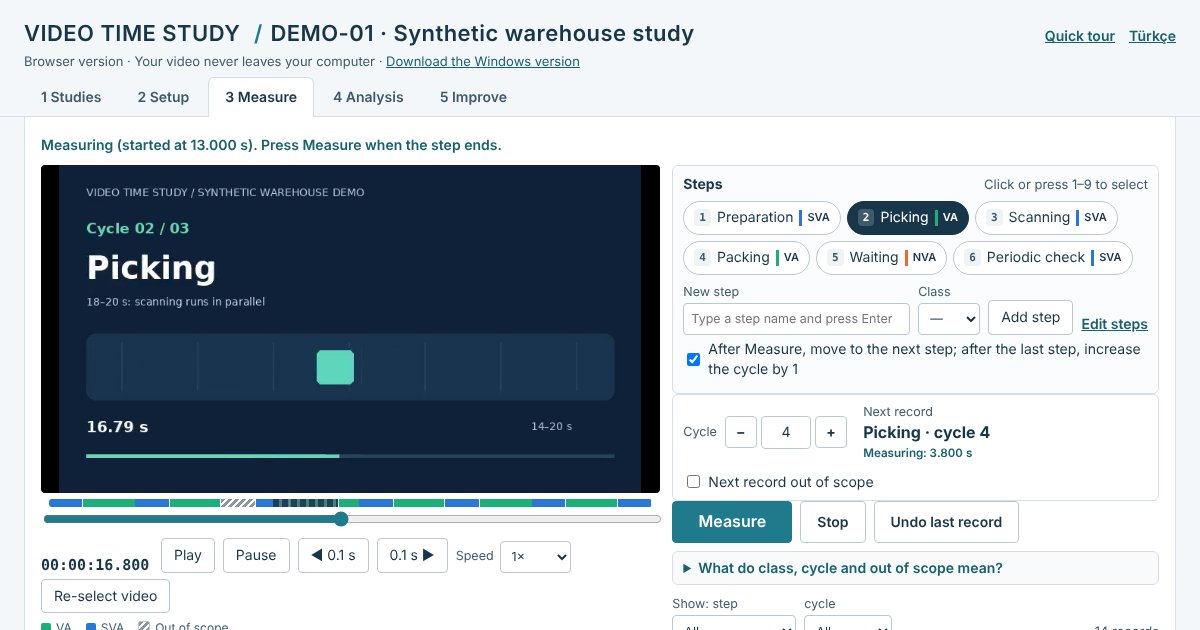 VIDEO TIME STUDY / DEMO-01 · Synthetic warehouse study
Quick tour Türkçe
Browser version · Your video never leaves your computer · Download the Windows version
1 Studies
2 Setup
3 Measure
4 Analysis
5 Improve
Measuring (started at 13.000 s). Press Measure when the step ends.
VIDEO TIME STUDY / SYNTHETIC WAREHOUSE DEMO
Cycle 02 / 03
Picking
18–20 s: scanning runs in parallel
16.79 s
14–20 s
00:00:16.800
Play
Pause
◀ 0.1 s
0.1 s ▶
Speed
1×
Re-select video
VA SVA Out of scope
Steps
Click or press 1–9 to select
1 Preparation SVA
2 Picking VA
3 Scanning SVA
4 Packing VA
5 Waiting NVA
6 Periodic check SVA
New step
Class
Type a step name and press Enter
—
Add step
Edit steps
After Measure, move to the next step; after the last step, increase
the cycle by 1
Cycle
−
4
+
Next record
Picking · cycle 4
Measuring: 3.800 s
Next record out of scope
Measure
Stop
Undo last record
▶ What do class, cycle and out of scope mean?
Show: step
cycle
All
All
14 records